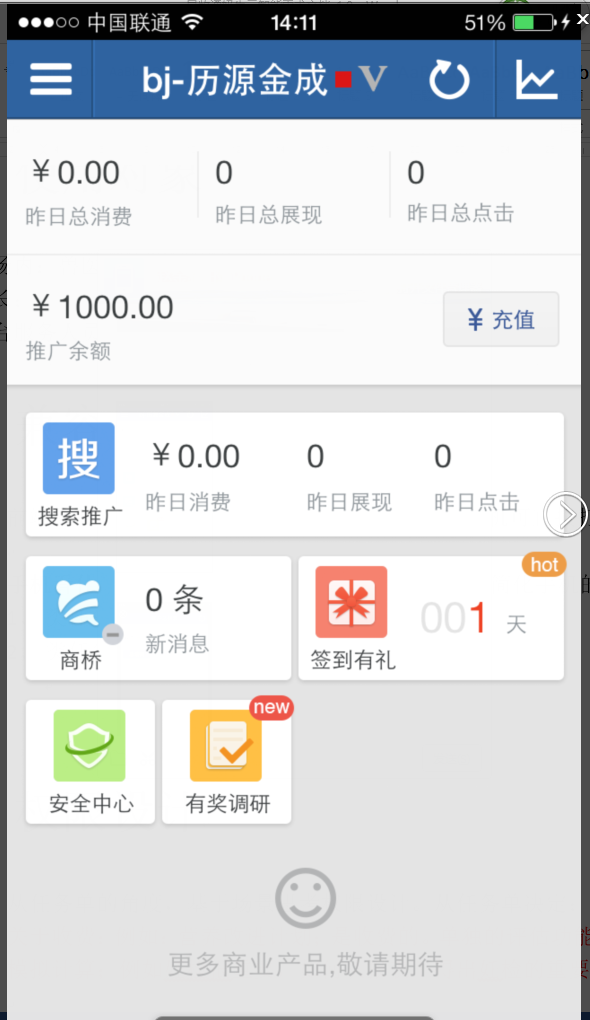 中国联通 14:11 51%
bj-历源金成 V
¥0.00 0 0
昨日总消费 昨日总展现 昨日总点击
¥1000.00
推广余额
¥ 充值
搜 ¥0.00 0 0
搜索推广 昨日消费 昨日展现 昨日点击
hot
0 条
新消息
商桥
001 天
签到有礼
new
安全中心 有奖调研
更多商业产品,敬请期待